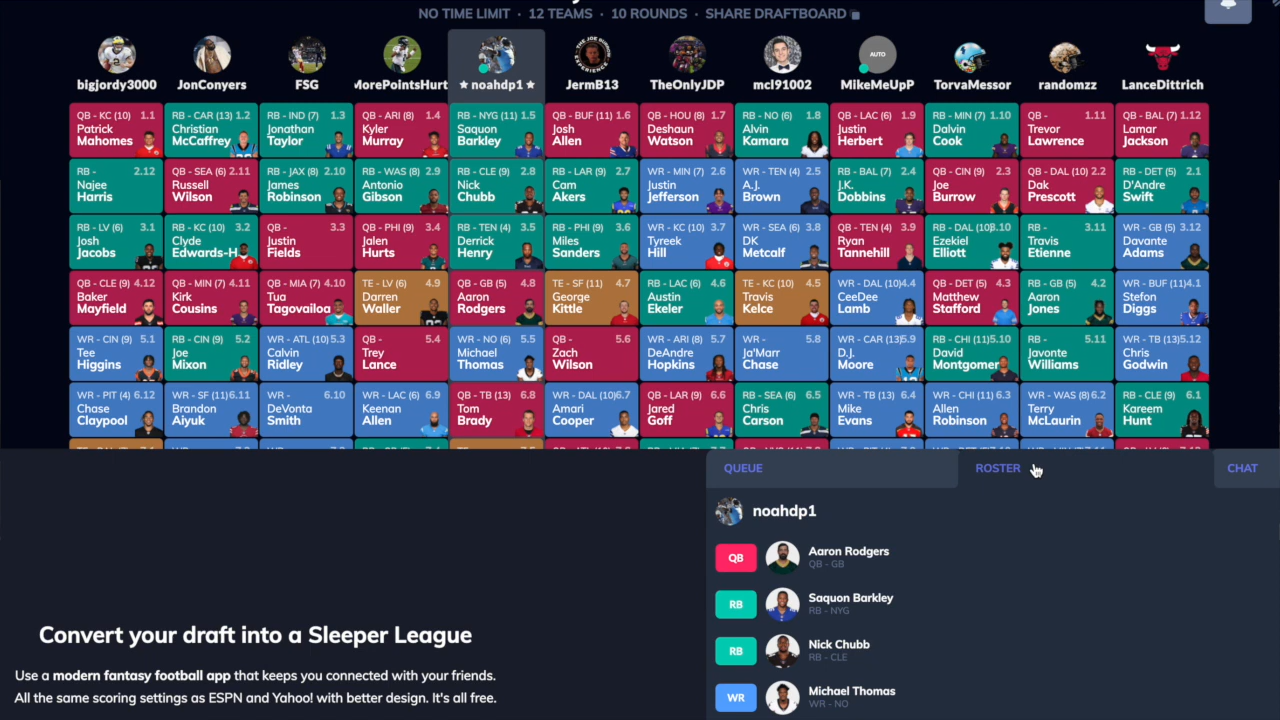 NO TIME LIMIT · 12 TEAMS · 10 ROUNDS · SHARE DRAFTBOARD
THE JOE B
EXPERIENCE
AUTO
bigjordy3000 JonConyers FSG MorePointsHurt ★ noahdp1 ★ JermB13 TheOnlyJDP mcl91002 MikeMeUpP TorvaMessor randomzz LanceDittrich
QB - KC (10) 1.1 RB - CAR (13) 1.2 RB - IND (7) 1.3 QB - ARI (8) 1.4 RB - NYG (11) 1.5 QB - BUF (11) 1.6 QB - HOU (8) 1.7 RB - NO (6) 1.8 QB - LAC (6) 1.9 RB - MIN (7) 1.10 QB - 1.11 QB - BAL (7) 1.12
Patrick Christian Jonathan Kyler Saquon Josh Deshaun Alvin Justin Dalvin Trevor Lamar
Mahomes McCaffrey Taylor Murray Barkley Allen Watson Kamara Herbert Cook Lawrence Jackson
RB - 2.12 QB - SEA (6) 2.11 RB - JAX (8) 2.10 RB - WAS (8) 2.9 RB - CLE (9) 2.8 RB - LAR (9) 2.7 WR - MIN (7) 2.6 WR - TEN (4) 2.5 RB - BAL (7) 2.4 QB - CIN (9) 2.3 QB - DAL (10) 2.2 RB - DET (5) 2.1
Najee Russell James Antonio Nick Cam Justin A.J. J.K. Joe Dak D'Andre
Harris Wilson Robinson Gibson Chubb Akers Jefferson Brown Dobbins Burrow Prescott Swift
RB - LV (6) 3.1 RB - KC (10) 3.2 QB - 3.3 QB - PHI (9) 3.4 RB - TEN (4) 3.5 RB - PHI (9) 3.6 WR - KC (10) 3.7 WR - SEA (6) 3.8 QB - TEN (4) 3.9 RB - DAL (10) 3.10 RB - 3.11 WR - GB (5) 3.12
Josh Clyde Justin Jalen Derrick Miles Tyreek DK Ryan Ezekiel Travis Davante
Jacobs Edwards-H Fields Hurts Henry Sanders Hill Metcalf Tannehill Elliott Etienne Adams
QB - CLE (9) 4.12 QB - MIN (7) 4.11 QB - MIA (7) 4.10 TE - LV (6) 4.9 QB - GB (5) 4.8 TE - SF (11) 4.7 RB - LAC (6) 4.6 TE - KC (10) 4.5 WR - DAL (10) 4.4 QB - DET (5) 4.3 RB - GB (5) 4.2 WR - BUF (11) 4.1
Baker Kirk Tua Darren Aaron George Austin Travis CeeDee Matthew Aaron Stefon
Mayfield Cousins Tagovailoa Waller Rodgers Kittle Ekeler Kelce Lamb Stafford Jones Diggs
WR - CIN (9) 5.1 RB - CIN (9) 5.2 WR - ATL (10) 5.3 QB - 5.4 WR - NO (6) 5.5 QB - 5.6 WR - ARI (8) 5.7 WR - 5.8 WR - CAR (13) 5.9 RB - CHI (11) 5.10 RB - 5.11 WR - TB (13) 5.12
Tee Joe Calvin Trey Michael Zach DeAndre Ja'Marr D.J. David Javonte Chris
Higgins Mixon Ridley Lance Thomas Wilson Hopkins Chase Moore Montgomer Williams Godwin
WR - PIT (4) 6.12 WR - SF (11) 6.11 WR - 6.10 WR - LAC (6) 6.9 QB - TB (13) 6.8 WR - DAL (10) 6.7 QB - LAR (9) 6.6 RB - SEA (6) 6.5 WR - TB (13) 6.4 WR - CHI (11) 6.3 WR - WAS (8) 6.2 RB - CLE (9) 6.1
Chase Brandon DeVonta Keenan Tom Amari Jared Chris Mike Allen Terry Kareem
Claypool Aiyuk Smith Allen Brady Cooper Goff Carson Evans Robinson McLaurin Hunt
QUEUE ROSTER CHAT
noahdp1
QB Aaron Rodgers
QB - GB
RB Saquon Barkley
RB - NYG
RB Nick Chubb
RB - CLE
WR Michael Thomas
WR - NO
Convert your draft into a Sleeper League
Use a modern fantasy football app that keeps you connected with your friends.
All the same scoring settings as ESPN and Yahoo! with better design. It's all free.